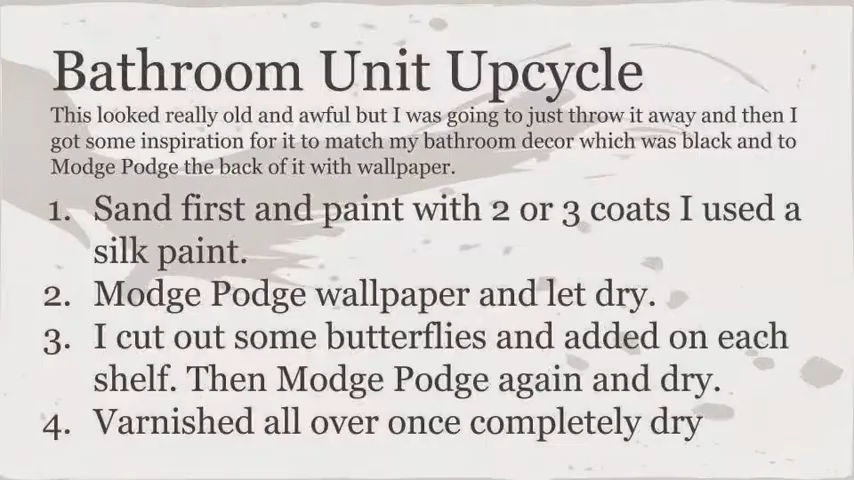 Bathroom Unit Upcycle
This looked really old and awful but I was going to just throw it away and then I
got some inspiration for it to match my bathroom decor which was black and to
Modge Podge the back of it with wallpaper.
1. Sand first and paint with 2 or 3 coats I used a
silk paint.
2. Modge Podge wallpaper and let dry.
3. I cut out some butterflies and added on each
shelf. Then Modge Podge again and dry.
4. Varnished all over once completely dry